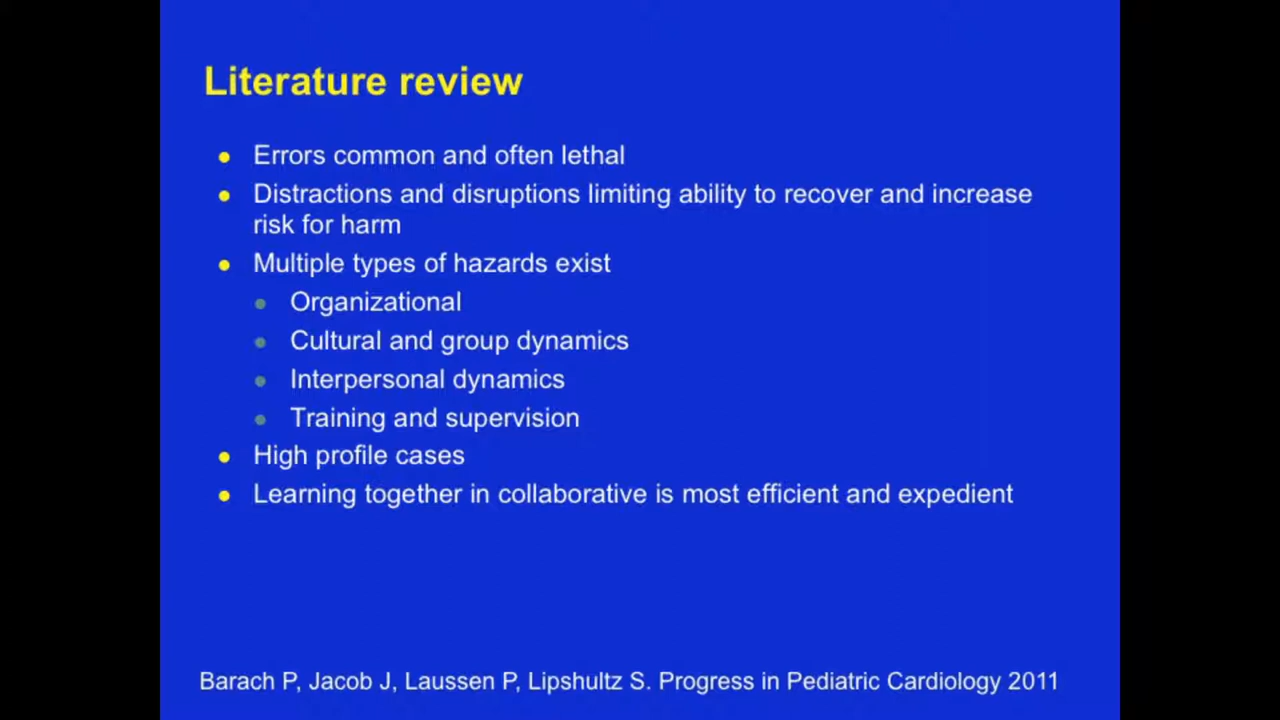 Literature review
Errors common and often lethal
Distractions and disruptions limiting ability to recover and increase
risk for harm
Multiple types of hazards exist
Organizational
Cultural and group dynamics
Interpersonal dynamics
Training and supervision
High profile cases
Learning together in collaborative is most efficient and expedient
Barach P, Jacob J, Laussen P, Lipshultz S. Progress in Pediatric Cardiology 2011